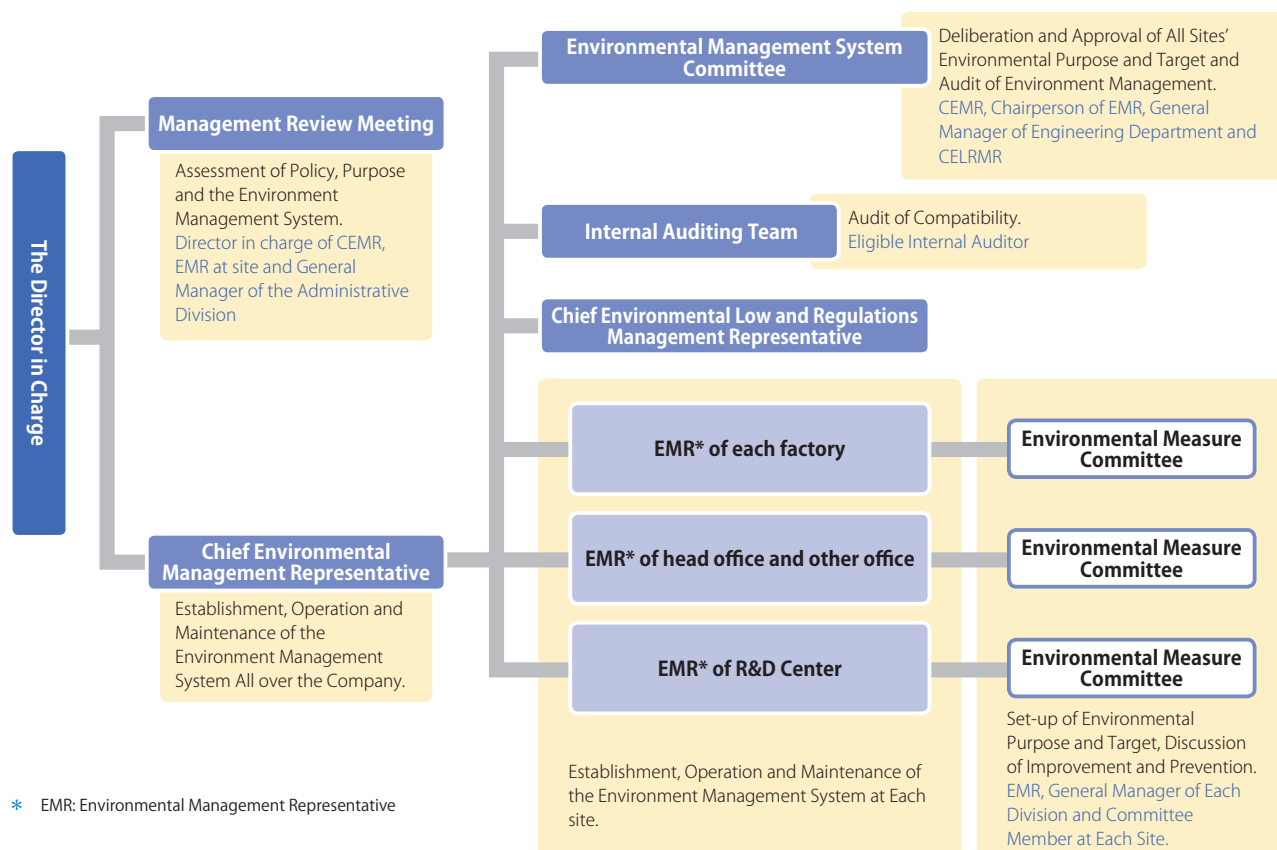 The Director in Charge
Management Review Meeting
Assessment of Policy, Purpose
and the Environment
Management System.
Director in charge of CEMR,
EMR at site and General
Manager of the Administrative
Division
Chief Environmental
Management Representative
Establishment, Operation and
Maintenance of the
Environment Management
System All over the Company.
Environmental Management System
Committee
Deliberation and Approval of All Sites’
Environmental Purpose and Target and
Audit of Environment Management.
CEMR, Chairperson of EMR, General
Manager of Engineering Department and
CELRMR
Internal Auditing Team
Audit of Compatibility.
Eligible Internal Auditor
Chief Environmental Low and Regulations
Management Representative
EMR* of each factory
Environmental Measure
Committee
EMR* of head office and other office
Environmental Measure
Committee
EMR* of R&D Center
Environmental Measure
Committee
Establishment, Operation and Maintenance of
the Environment Management System at Each
site.
Set-up of Environmental
Purpose and Target, Discussion
of Improvement and Prevention.
EMR, General Manager of Each
Division and Committee
Member at Each Site.
* EMR: Environmental Management Representative